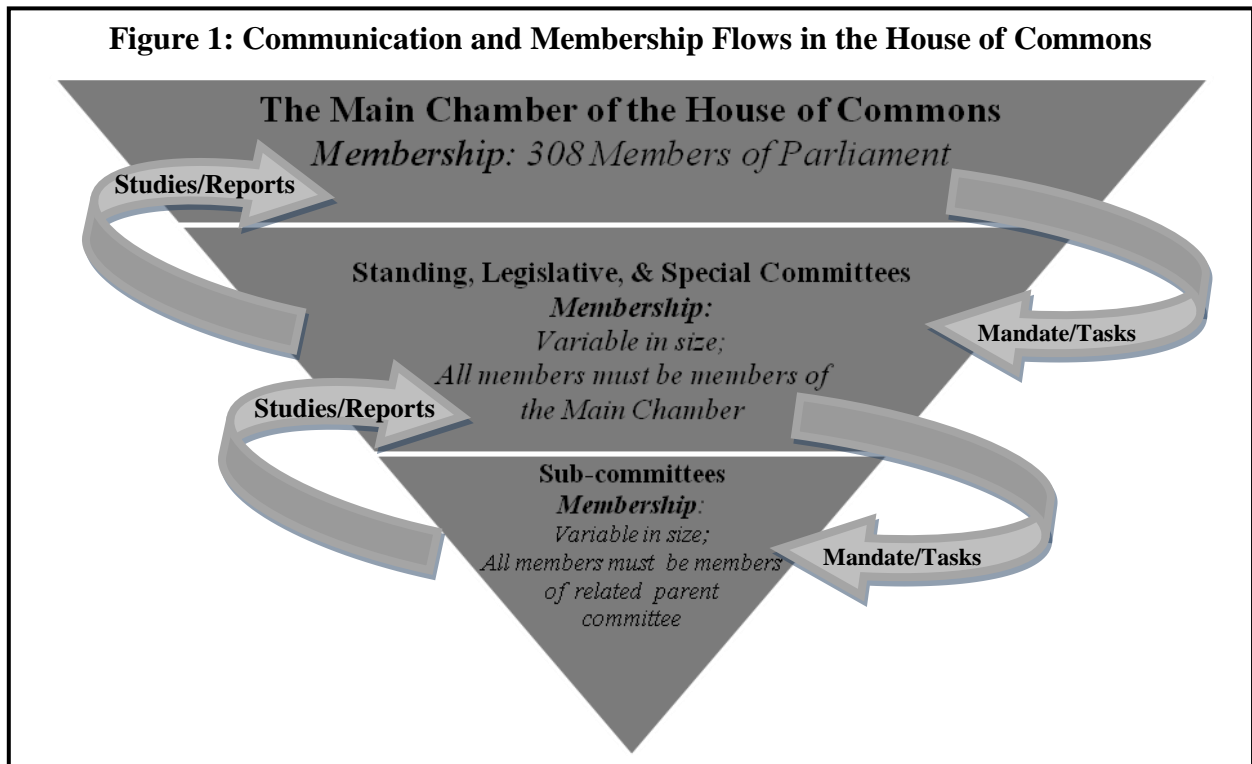 Figure 1: Communication and Membership Flows in the House of Commons
The Main Chamber of the House of Commons
Membership: 308 Members of Parliament
Studies/Reports
Standing, Legislative, & Special Committees
Membership:
Variable in size;
All members must be members of
the Main Chamber
Mandate/Tasks
Studies/Reports
Sub-committees
Membership:
Variable in size;
All members must be members
of related parent
committee
Mandate/Tasks